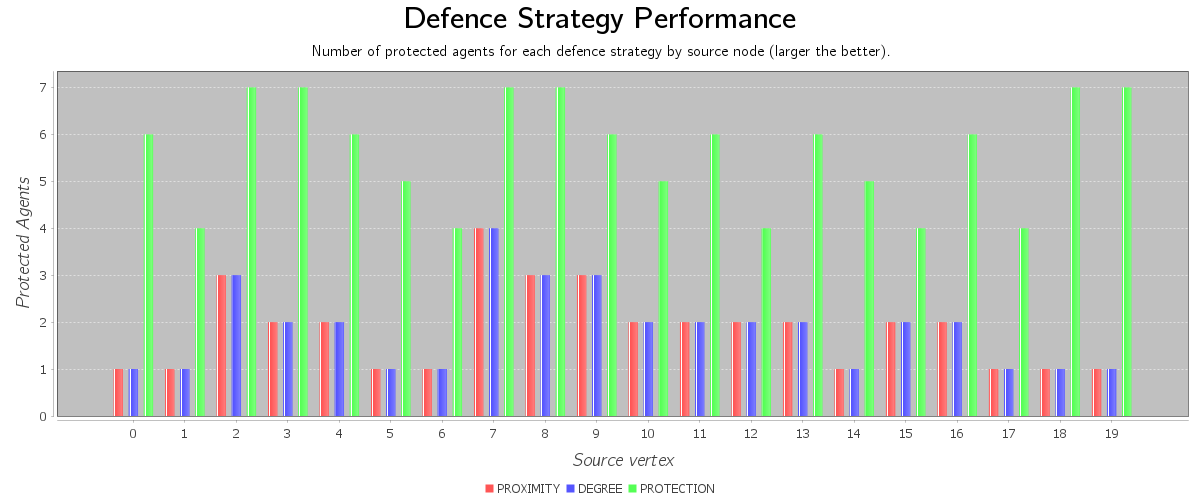 Defence Strategy Performance
Number of protected agents for each defence strategy by source node (larger the better).
7
6
5
4
3
2
1
0
Protected Agents
0 1 2 3 4 5 6 7 8 9 10 11 12 13 14 15 16 17 18 19
Source vertex
PROXIMITY DEGREE PROTECTION